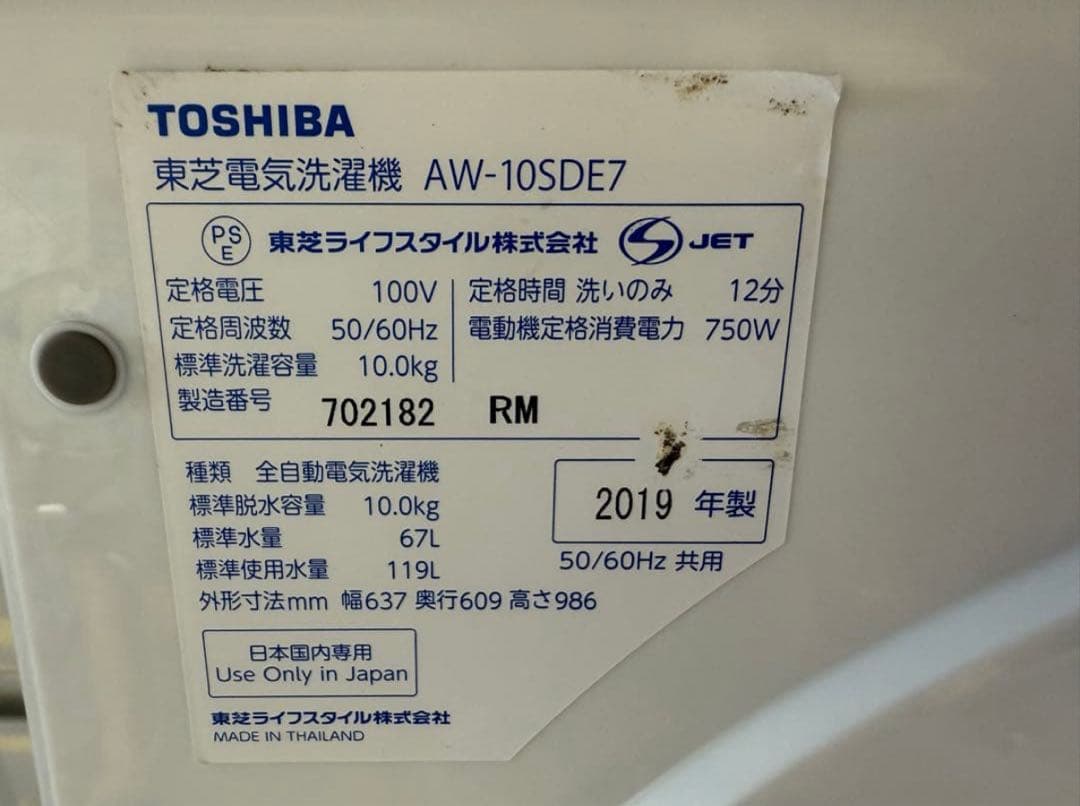 TOSHIBA
東芝電気洗濯機 AW-10SDE7
PSE 東芝ライフスタイル株式会社 JET
定格電圧 100V
定格周波数 50/60Hz
標準洗濯容量 10.0kg
定格時間 洗いのみ 12分
電動機定格消費電力 750W
製造番号 702182 RM
種類 全自動電気洗濯機
標準脱水容量 10.0kg
標準水量 67L
標準使用水量 119L
外形寸法mm 幅637 奥行609 高さ986
2019 年製
50/60Hz 共用
日本国内専用
Use Only in Japan
東芝ライフスタイル株式会社
MADE IN THAILAND